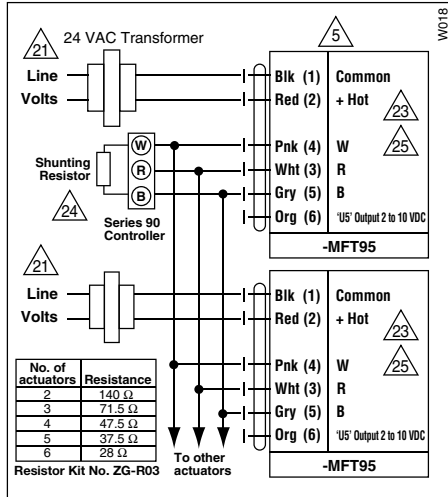 W018
21
24 VAC Transformer
5
Line
Volts
Blk (1) Common
Red (2) + Hot
23
Pnk (4) W
25
Wht (3) R
Gry (5) B
Org (6) 'U5' Output 2 to 10 VDC
-MFT95
W
R
B
Shunting
Resistor
24
Series 90
Controller
21
Line
Volts
Blk (1) Common
Red (2) + Hot
23
Pnk (4) W
25
Wht (3) R
Gry (5) B
Org (6) 'U5' Output 2 to 10 VDC
-MFT95
No. of
actuators Resistance
2 140 Ω
3 71.5 Ω
4 47.5 Ω
5 37.5 Ω
6 28 Ω
Resistor Kit No. ZG-R03
To other
actuators